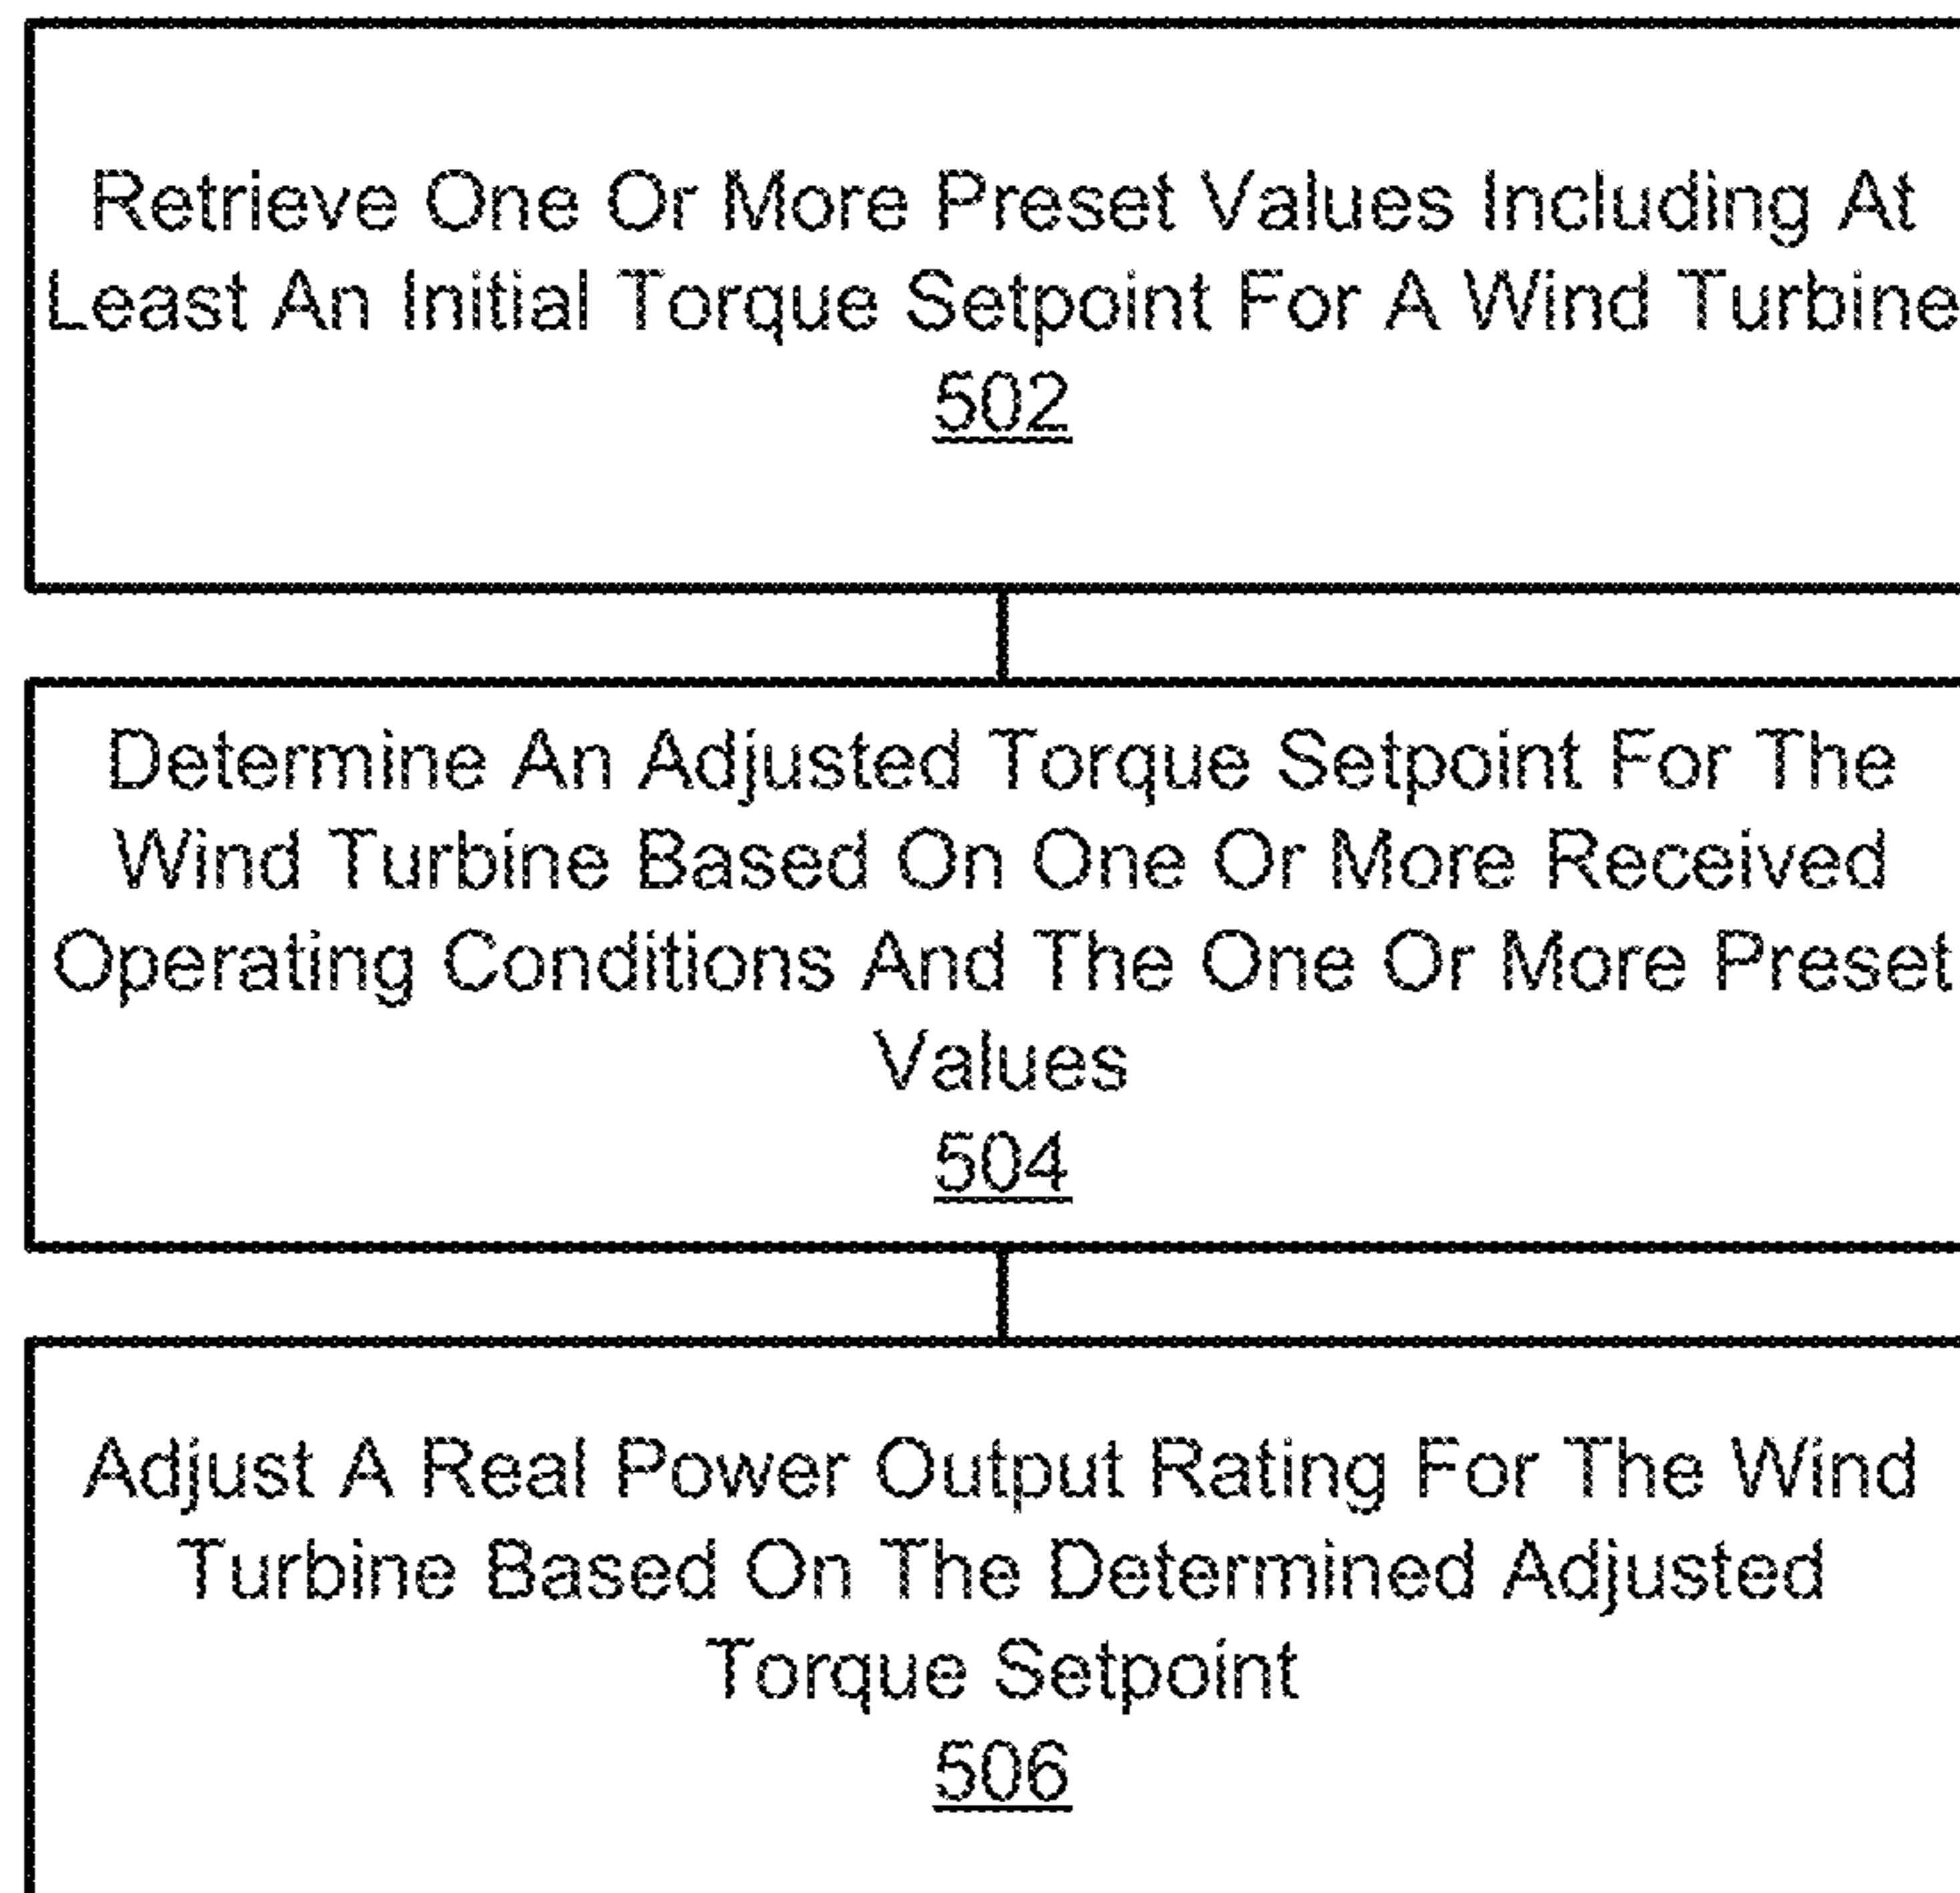 Retrieve One Or More Preset Values Including At
Least An Initial Torque Setpoint For A Wind Turbine
502
Determine An Adjusted Torque Setpoint For The
Wind Turbine Based On One Or More Received
Operating Conditions And The One Or More Preset
Values
504
Adjust A Real Power Output Rating For The Wind
Turbine Based On The Determined Adjusted
Torque Setpoint
506